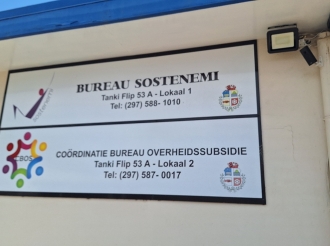 BUREAU SOSTENEMI
Tanki Flip 53 A - Lokaal 1
Tel: (297) 588- 1010
CBOS
COÖRDINATIE BUREAU OVERHEIDSSUBSIDIE
Tanki Flip 53 A - Lokaal 2
Tel: (297) 587- 0017